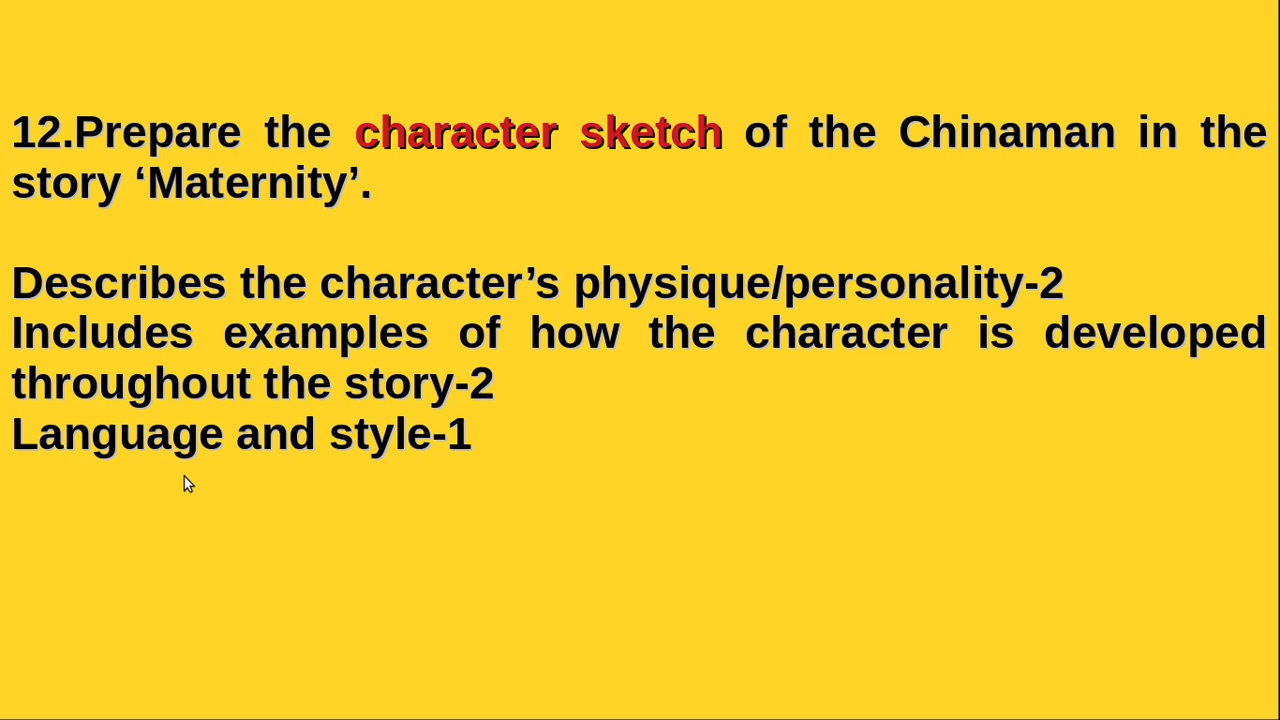 12.Prepare the character sketch of the Chinaman in the
story ‘Maternity’.
Describes the character’s physique/personality-2
Includes examples of how the character is developed
throughout the story-2
Language and style-1